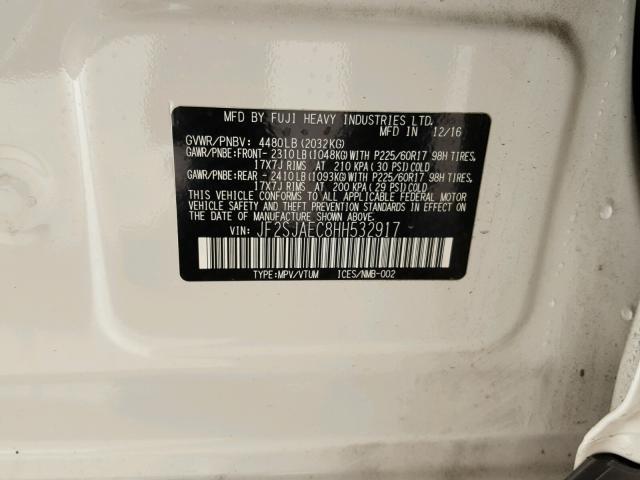 MFD BY FUJI HEAVY INDUSTRIES LTD.
MFD IN 12/16
GVWR/PNBV: 4480LB (2032KG)
GAWR/PNBE:FRONT- 2310LB(1048KG)WITH P225/60R17 98H TIRES,
17X7J RIMS AT 210 KPA(30 PSI)COLD
GAWR/PNBE:REAR - 2410LB(1093KG)WITH P225/60R17 98H TIRES,
17X7J RIMS AT 200 KPA(29 PSI)COLD
THIS VEHICLE CONFORMS TO ALL APPLICABLE FEDERAL MOTOR
VEHICLE SAFETY, BUMPER, AND THEFT PREVENTION STANDARDS
IN EFFECT ON THE DATE OF MANUFACTURE SHOWN ABOVE.
VIN: JF2SJAEC8HH532917
TYPE:MPV/VTUM ICES/NMB-002